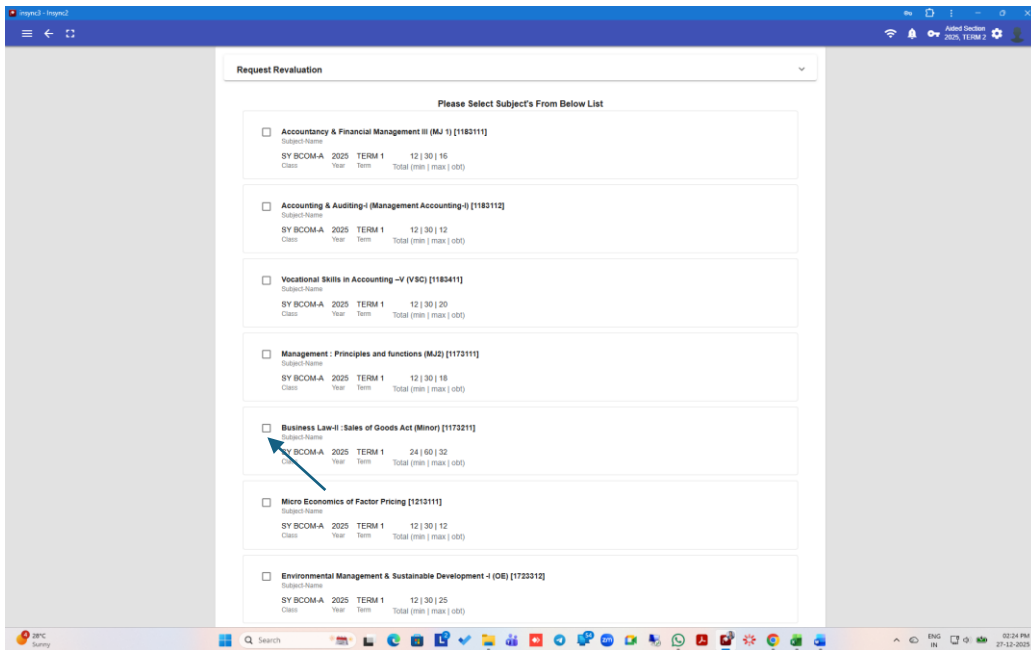 insync3 - Insync2
Aided Section
2025, TERM 2
Request Revaluation
Please Select Subject's From Below List
Accountancy & Financial Management III (MJ 1) [1183111]
Subject-Name
SY BCOM-A 2025 TERM 1 12 | 30 | 16
Class Year Term Total (min | max | obt)
Accounting & Auditing-I (Management Accounting-I) [1183112]
Subject-Name
SY BCOM-A 2025 TERM 1 12 | 30 | 12
Class Year Term Total (min | max | obt)
Vocational Skills in Accounting –V (VSC) [1183411]
Subject-Name
SY BCOM-A 2025 TERM 1 12 | 30 | 20
Class Year Term Total (min | max | obt)
Management : Principles and functions (MJ2) [1173111]
Subject-Name
SY BCOM-A 2025 TERM 1 12 | 30 | 18
Class Year Term Total (min | max | obt)
Business Law-II :Sales of Goods Act (Minor) [1173211]
Subject-Name
SY BCOM-A 2025 TERM 1 24 | 60 | 32
Class Year Term Total (min | max | obt)
Micro Economics of Factor Pricing [1213111]
Subject-Name
SY BCOM-A 2025 TERM 1 12 | 30 | 12
Class Year Term Total (min | max | obt)
Environmental Management & Sustainable Development -I (OE) [1723312]
Subject-Name
SY BCOM-A 2025 TERM 1 12 | 30 | 25
Class Year Term Total (min | max | obt)
28°C
Sunny
Search
ENG
IN
02:24 PM
27-12-2025